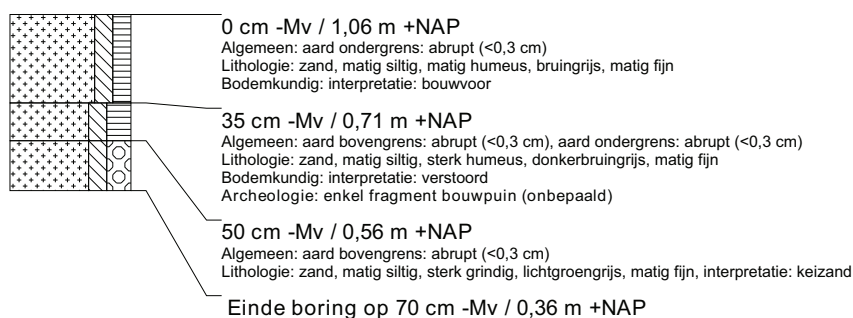 0 cm -Mv / 1,06 m +NAP
Algemeen: aard ondergrens: abrupt (<0,3 cm)
Lithologie: zand, matig siltig, matig humeus, bruingrijs, matig fijn
Bodemkundig: interpretatie: bouwvoor
35 cm -Mv / 0,71 m +NAP
Algemeen: aard bovengrens: abrupt (<0,3 cm), aard ondergrens: abrupt (<0,3 cm)
Lithologie: zand, matig siltig, sterk humeus, donkerbruingrijs, matig fijn
Bodemkundig: interpretatie: verstoord
Archeologie: enkel fragment bouwpuin (onbepaald)
50 cm -Mv / 0,56 m +NAP
Algemeen: aard bovengrens: abrupt (<0,3 cm)
Lithologie: zand, matig siltig, sterk grindig, lichtgroengrijs, matig fijn, interpretatie: keizand
Einde boring op 70 cm -Mv / 0,36 m +NAP